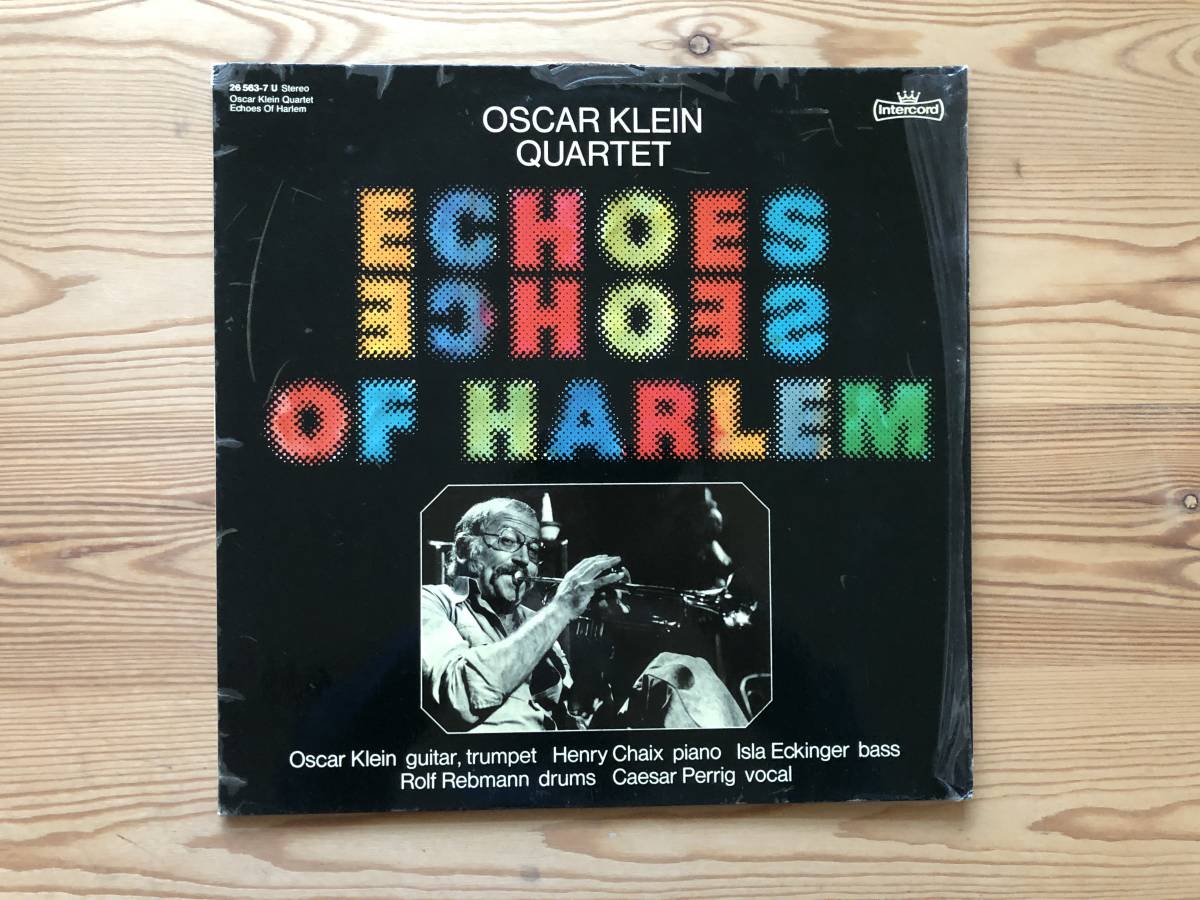 26 563-7 U Stereo
Oscar Klein Quartet
Echoes Of Harlem
Intercord
OSCAR KLEIN
QUARTET
ECHOES
ECHOES
OF HARLEM
Oscar Klein guitar, trumpet Henry Chaix piano Isla Eckinger bass
Rolf Rebmann drums Caesar Perrig vocal